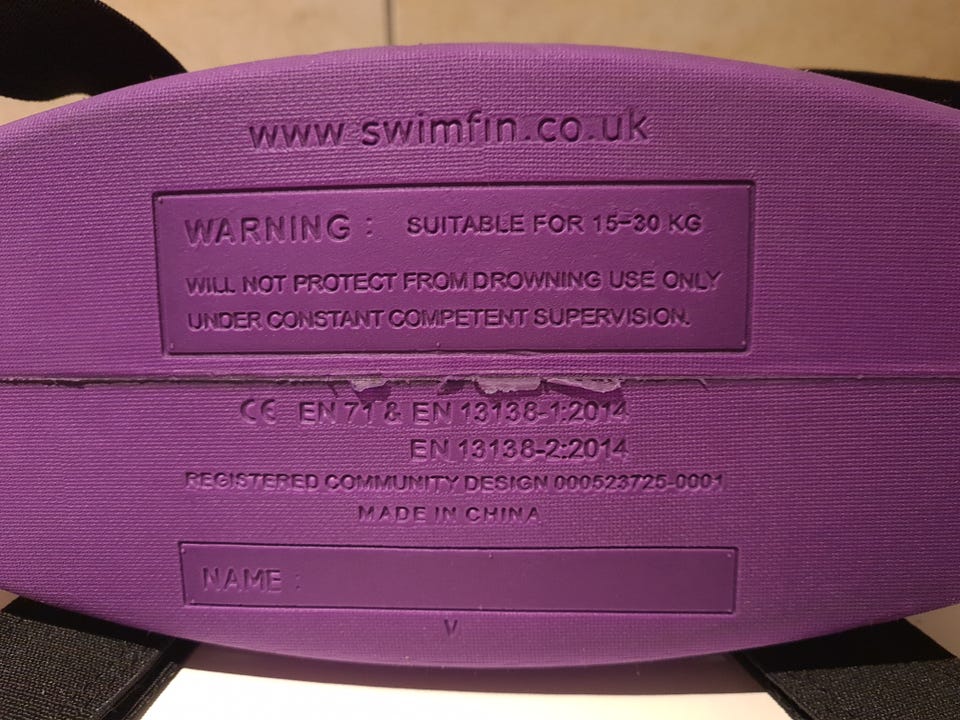 www.swimfin.co.uk
WARNING : SUITABLE FOR 15-30 KG
WILL NOT PROTECT FROM DROWNING USE ONLY
UNDER CONSTANT COMPETENT SUPERVISION.
CE EN 71 & EN 13138-1:2014
EN 13138-2:2014
REGISTERED COMMUNITY DESIGN 000523725-0001
MADE IN CHINA
NAME :
V